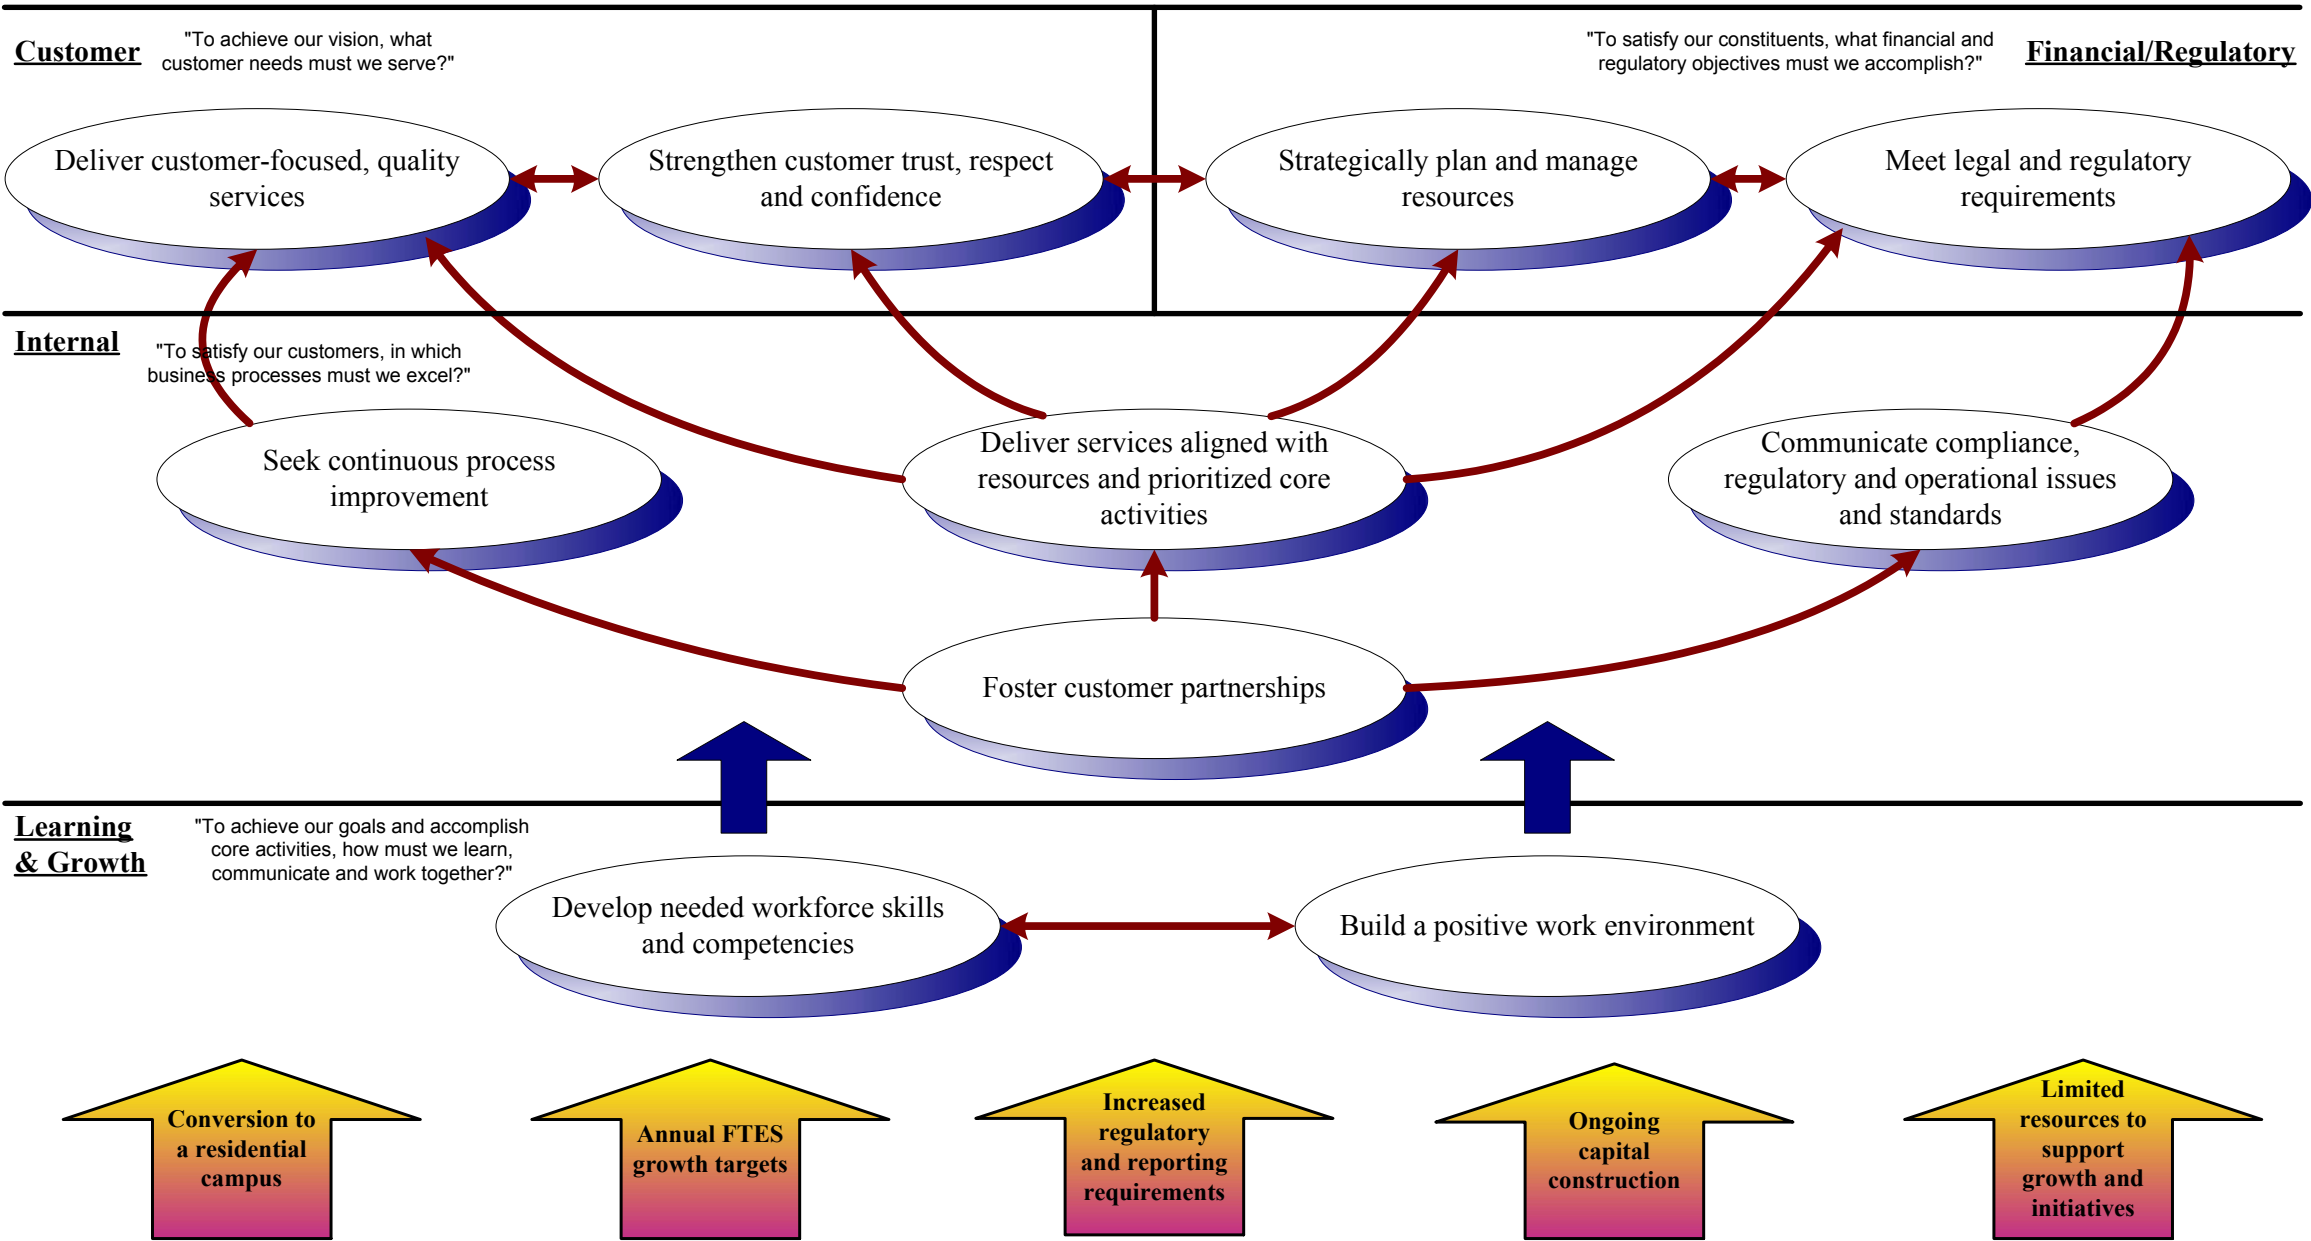 Customer
"To achieve our vision, what
customer needs must we serve?"
"To satisfy our constituents, what financial and
regulatory objectives must we accomplish?"
Financial/Regulatory
Deliver customer-focused, quality
services
Strengthen customer trust, respect
and confidence
Strategically plan and manage
resources
Meet legal and regulatory
requirements
Internal
"To satisfy our customers, in which
business processes must we excel?"
Seek continuous process
improvement
Deliver services aligned with
resources and prioritized core
activities
Communicate compliance,
regulatory and operational issues
and standards
Foster customer partnerships
Learning
& Growth
"To achieve our goals and accomplish
core activities, how must we learn,
communicate and work together?"
Develop needed workforce skills
and competencies
Build a positive work environment
Conversion to
a residential
campus
Annual FTES
growth targets
Increased
regulatory
and reporting
requirements
Ongoing
capital
construction
Limited
resources to
support
growth and
initiatives